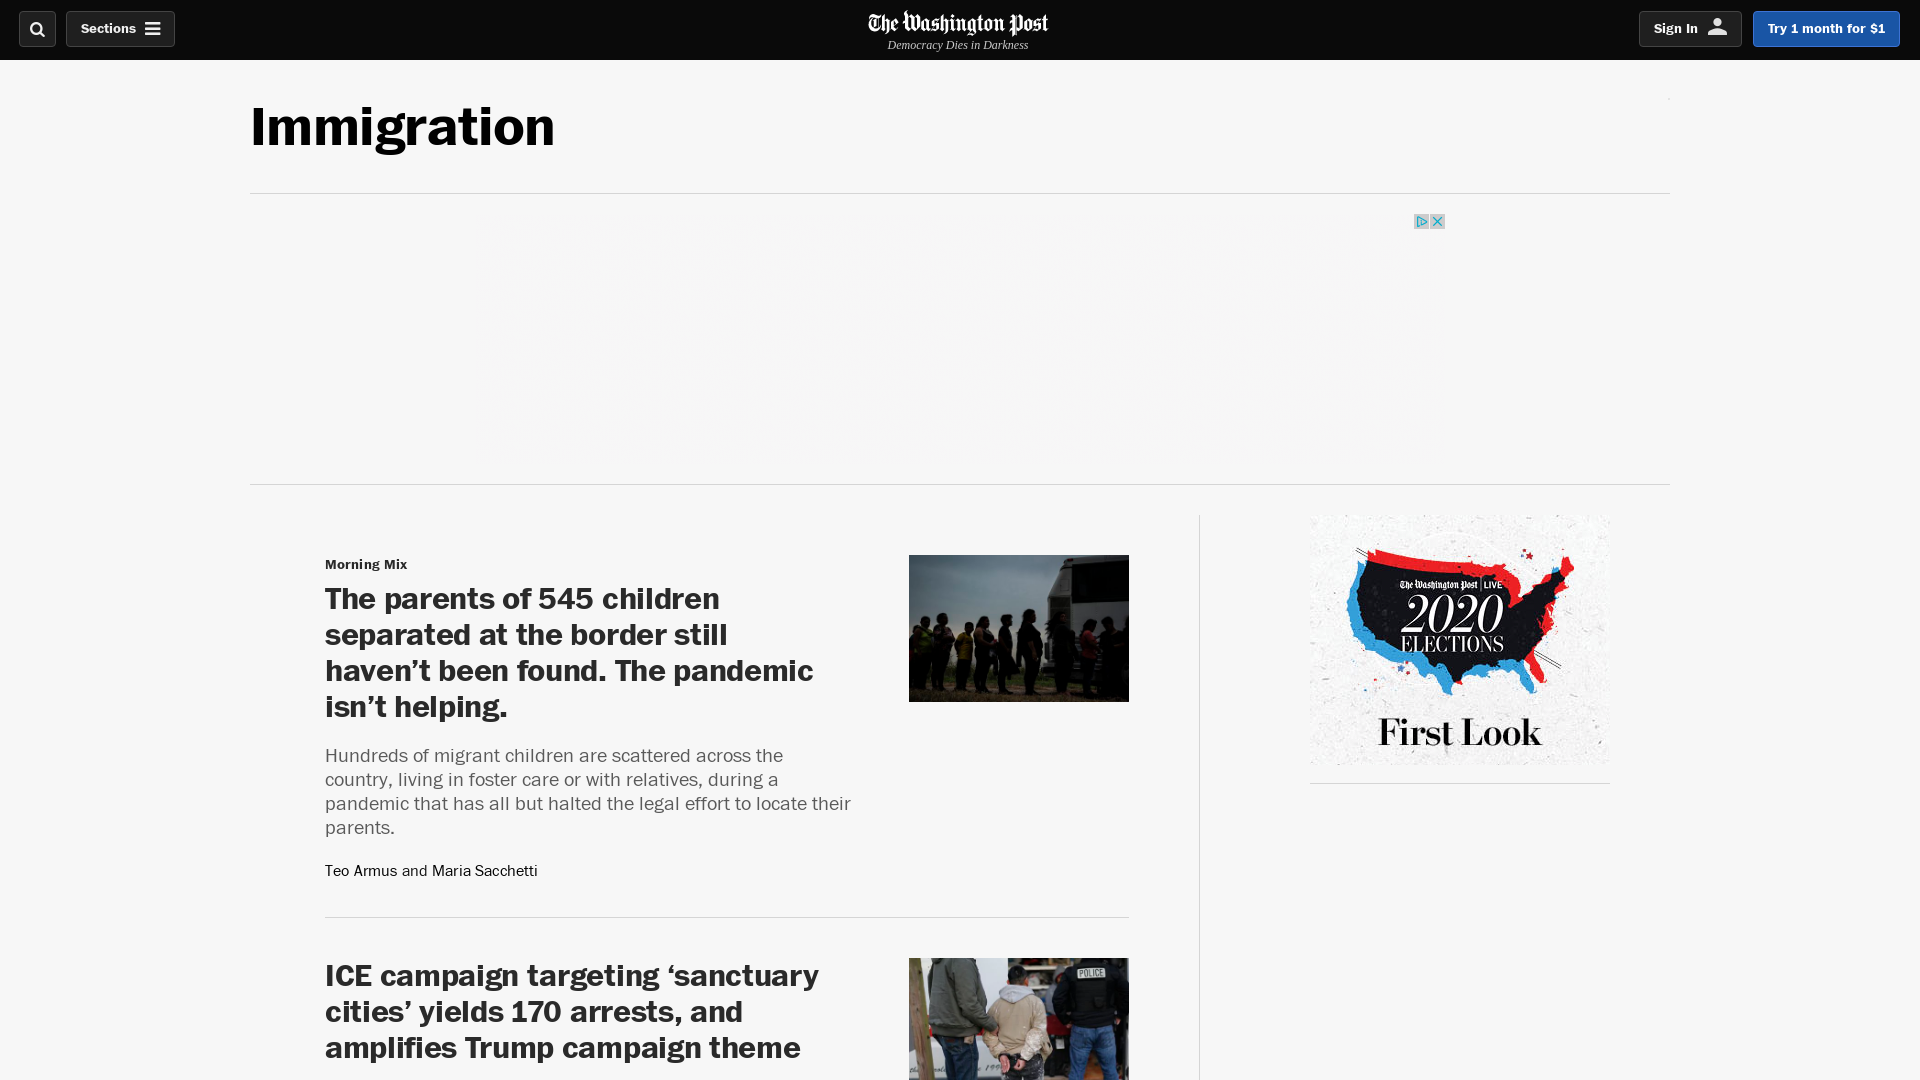 Sections
The Washington Post
Democracy Dies in Darkness
Sign In
Try 1 month for $1
Immigration
Morning Mix
The parents of 545 children
separated at the border still
haven’t been found. The pandemic
isn’t helping.
Hundreds of migrant children are scattered across the
country, living in foster care or with relatives, during a
pandemic that has all but halted the legal effort to locate their
parents.
Teo Armus and Maria Sacchetti
The Washington Post LIVE
2020
ELECTIONS
First Look
ICE campaign targeting ‘sanctuary
cities’ yields 170 arrests, and
amplifies Trump campaign theme
POLICE